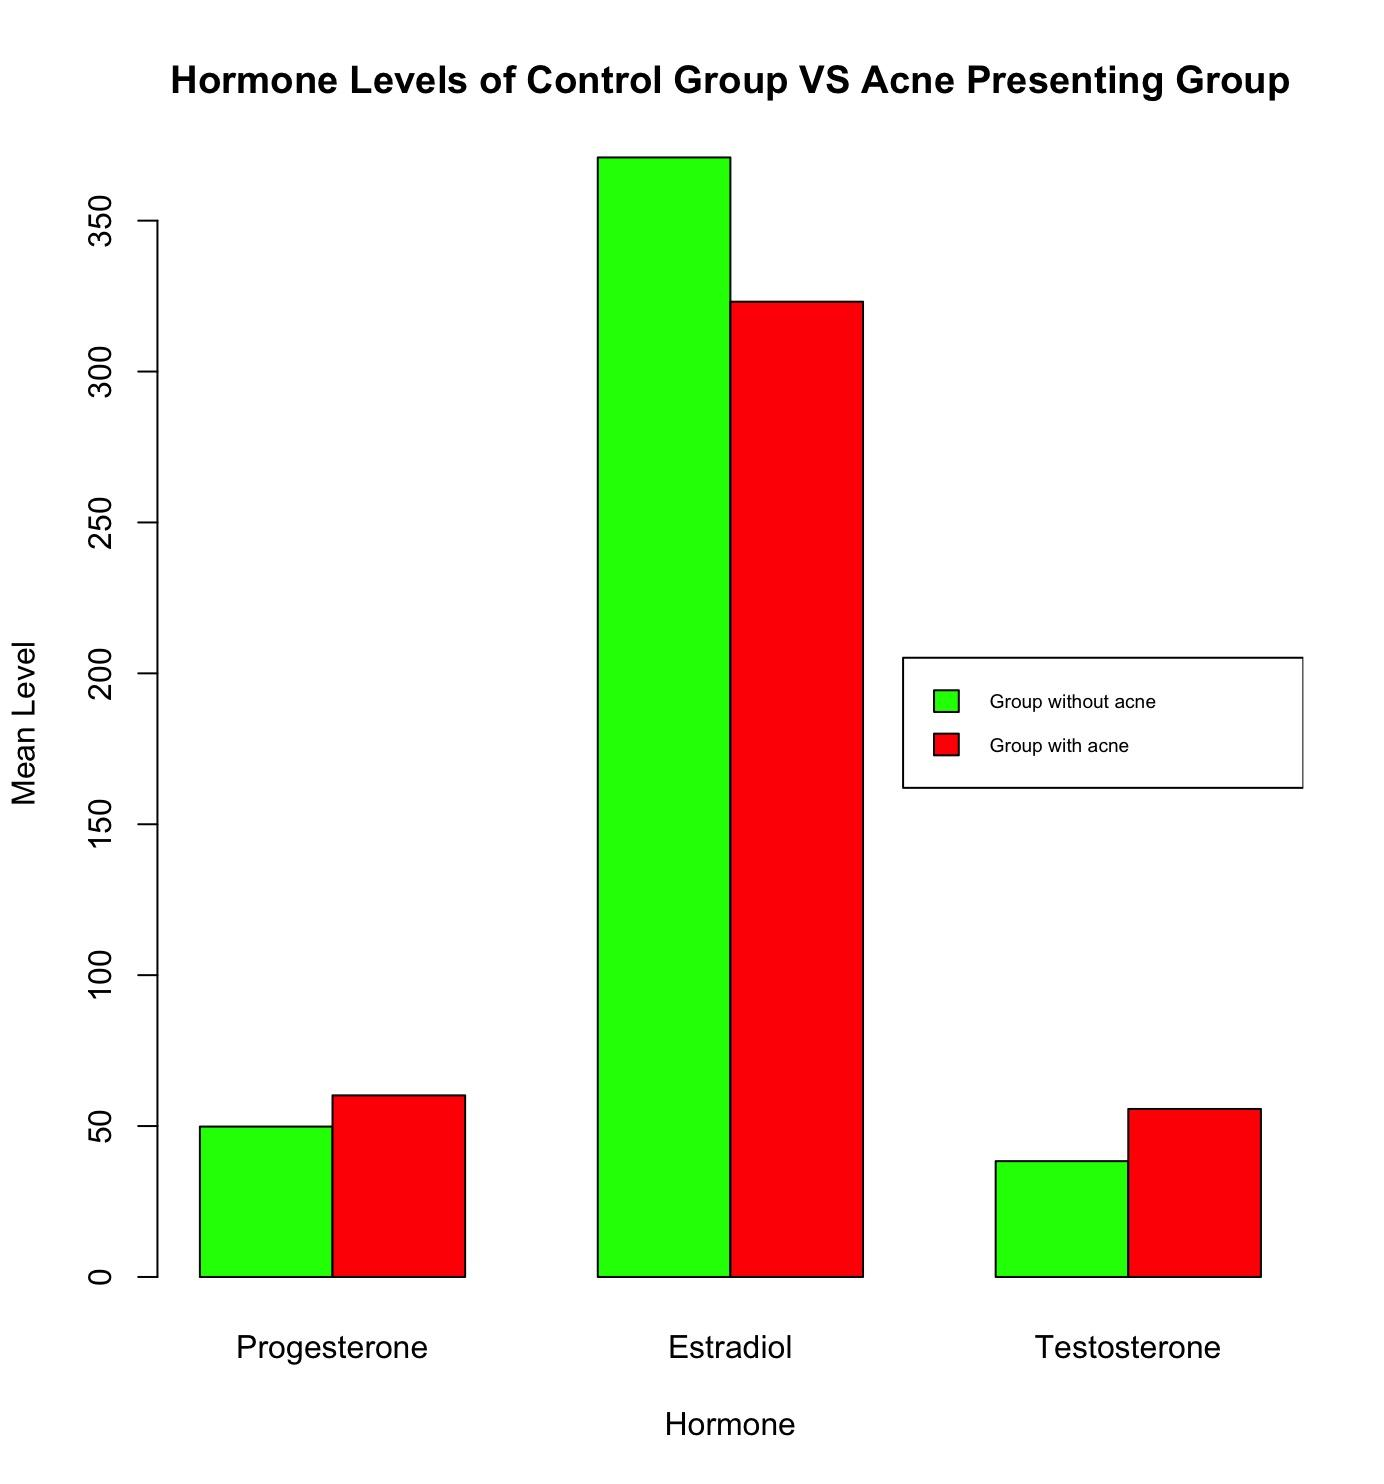 Hormone Levels of Control Group VS Acne Presenting Group
Mean Level
350
300
250
200
150
100
50
0
Group without acne
Group with acne
Progesterone
Estradiol
Testosterone
Hormone